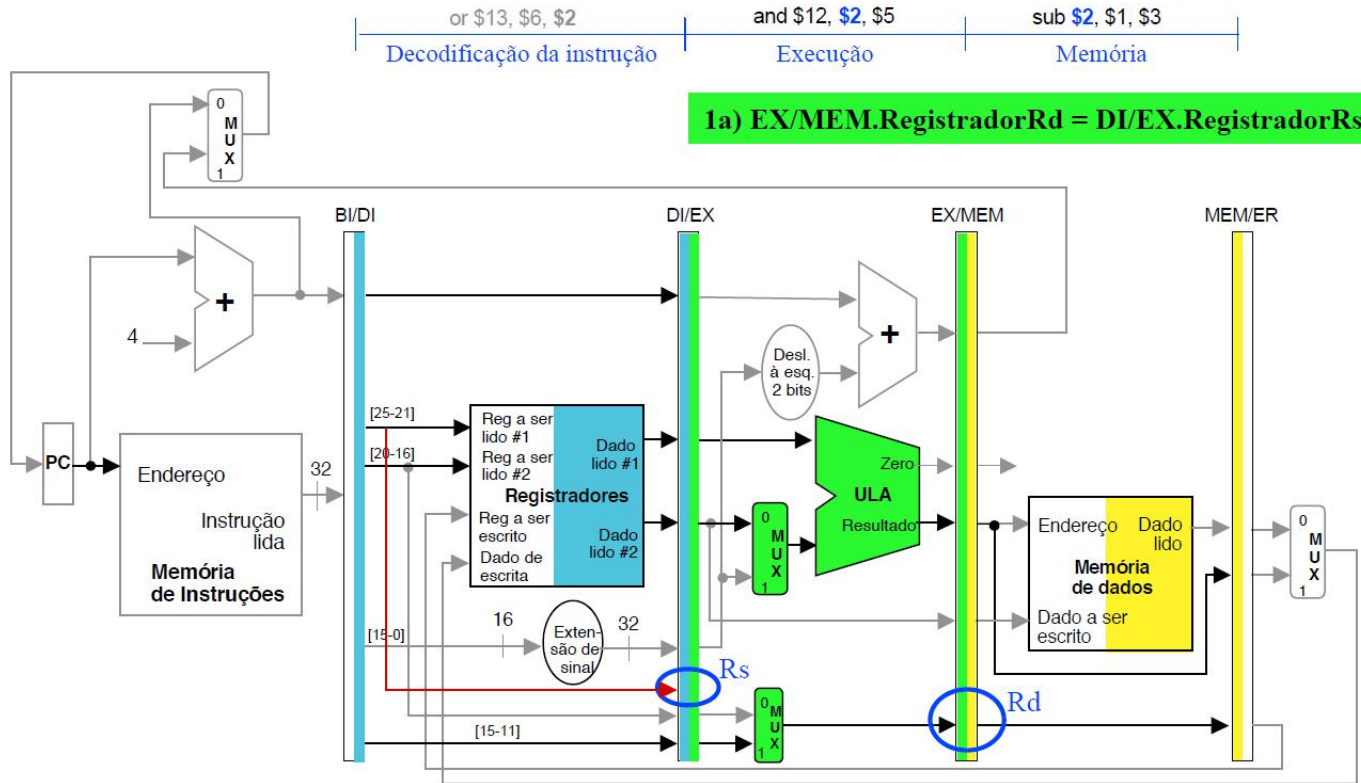 or $13, $6, $2
and $12, $2, $5
sub $2, $1, $3
Decodificação da instrução
Execução
Memória
1a) EX/MEM.RegistradorRd = DI/EX.RegistradorRs
0
M
U
X
1
BI/DI
DI/EX
EX/MEM
MEM/ER
+
4
+
Desl.
à esq.
2 bits
PC
Endereço
Instrução
lida
Memória
de Instruções
32
[25-21]
[20-16]
Reg a ser
lido #1
Reg a ser
lido #2
Registradores
Reg a ser
escrito
Dado de
escrita
Dado
lido #1
Dado
lido #2
0
M
U
X
1
Zero
ULA
Resultado
Endereço
Dado
lido
Memória
de dados
Dado a ser
escrito
0
M
U
X
1
[15-0]
16
Exten-
são de
sinal
32
Rs
Rd
[15-11]
0
M
U
X
1